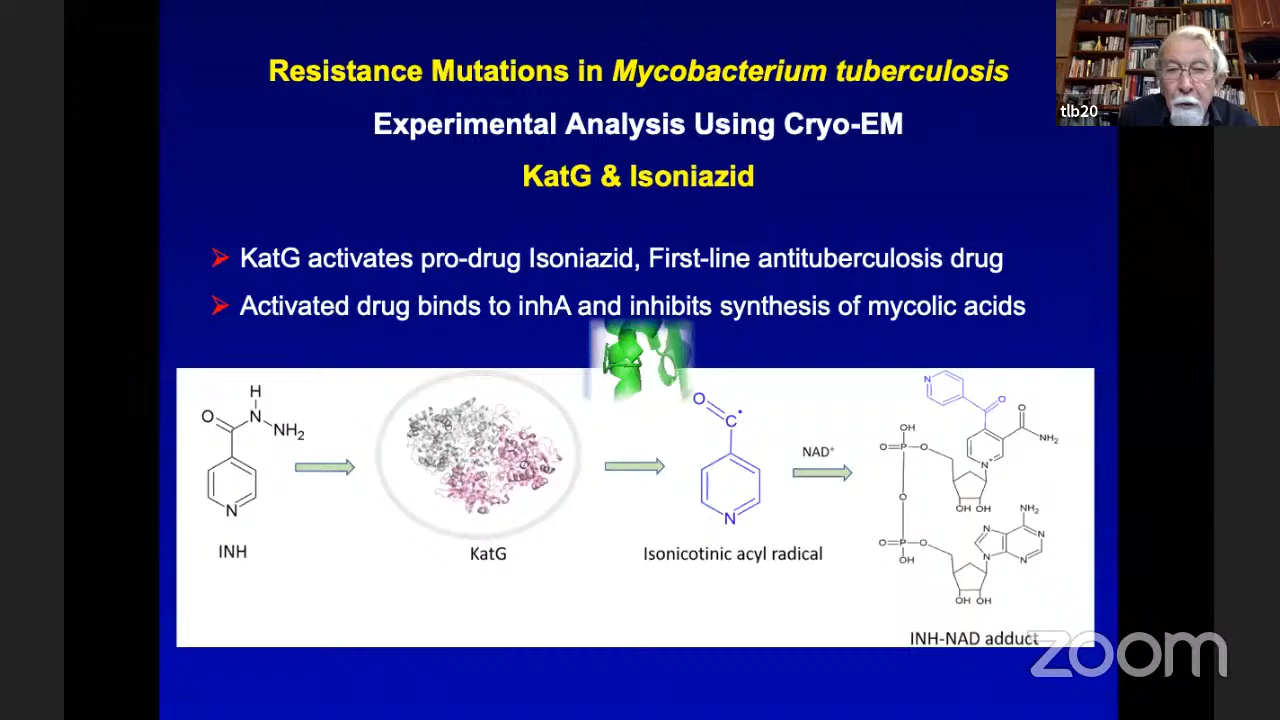 Resistance Mutations in Mycobacterium tuberculosis
Experimental Analysis Using Cryo-EM
KatG & Isoniazid
tlb20
KatG activates pro-drug Isoniazid, First-line antituberculosis drug
Activated drug binds to inhA and inhibits synthesis of mycolic acids
H
O
N
NH2
N
INH
KatG
O
C
N
Isonicotinic acyl radical
NAD+
N
O
O
NH2
OH
O
P
O
N+
OH OH
O
NH2
N
N
O
P
O
N
N
OH
OH OH
INH-NAD adduct
zoom